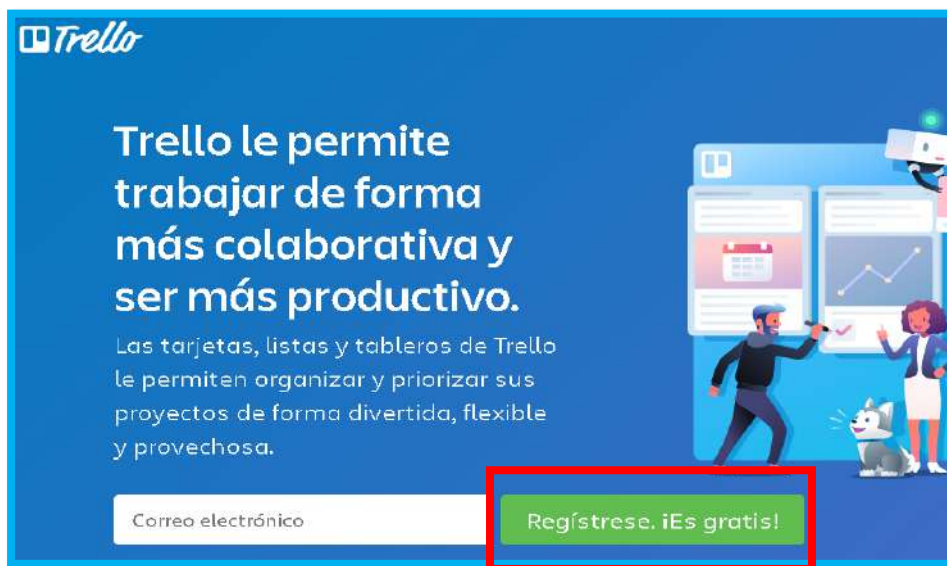 Trello
Trello le permite
trabajar de forma
más colaborativa y
ser más productivo.
Las tarjetas, listas y tableros de Trello
le permiten organizar y priorizar sus
proyectos de forma divertida, flexible
y provechosa.
Correo electrónico
Regístrese. ¡Es gratis!